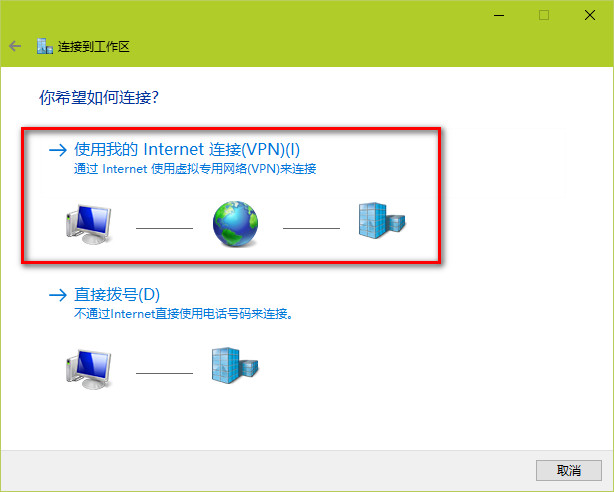 连接到工作区
你希望如何连接?
使用我的 Internet 连接(VPN)(I)
通过 Internet 使用虚拟专用网络(VPN)来连接
直接拨号(D)
不通过Internet直接使用电话号码来连接。
取消